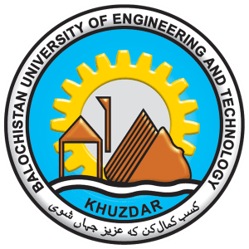 BALOCHISTAN UNIVERSITY OF ENGINEERING AND TECHNOLOGY
KHUZDAR
کسب کمال کن کہ عزیز جہاں شوی